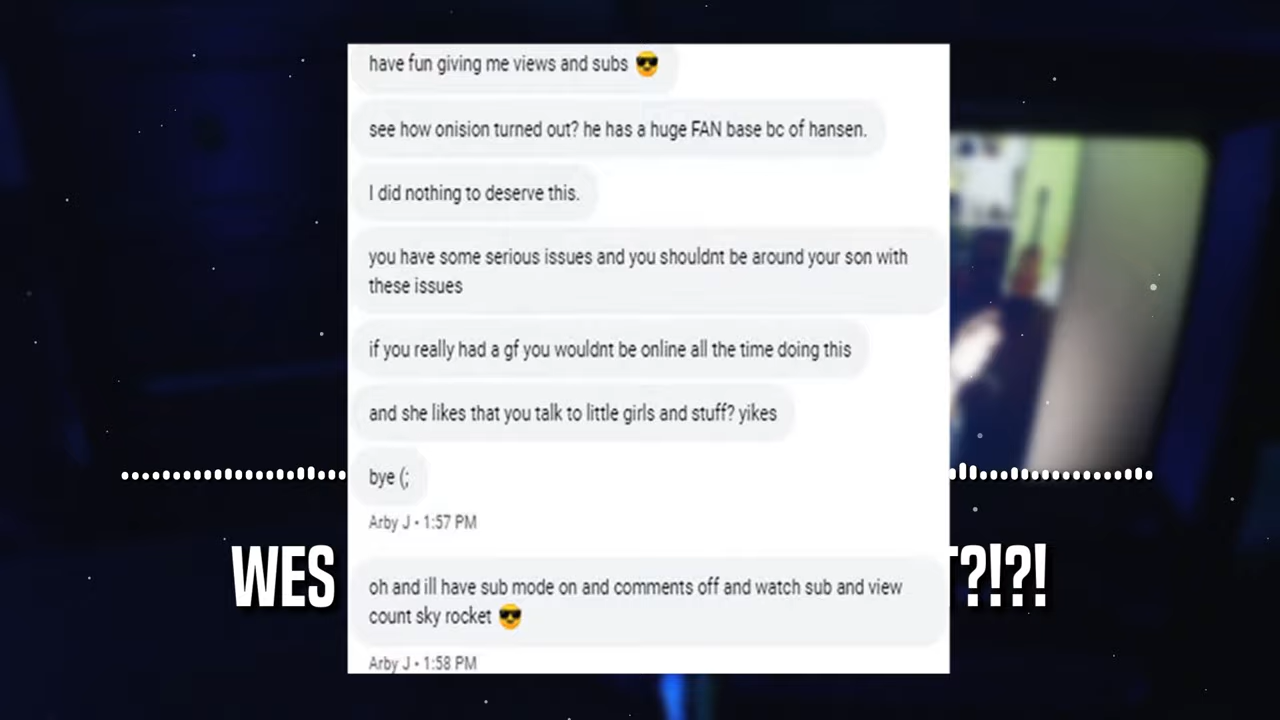 have fun giving me views and subs 😎
see how onision turned out? he has a huge FAN base bc of hansen.
I did nothing to deserve this.
you have some serious issues and you shouldnt be around your son with
these issues
if you really had a gf you wouldnt be online all the time doing this
and she likes that you talk to little girls and stuff? yikes
bye (;
Arby J • 1:57 PM
WES ?!?!
oh and ill have sub mode on and comments off and watch sub and view
count sky rocket 😎
Arby J • 1:58 PM